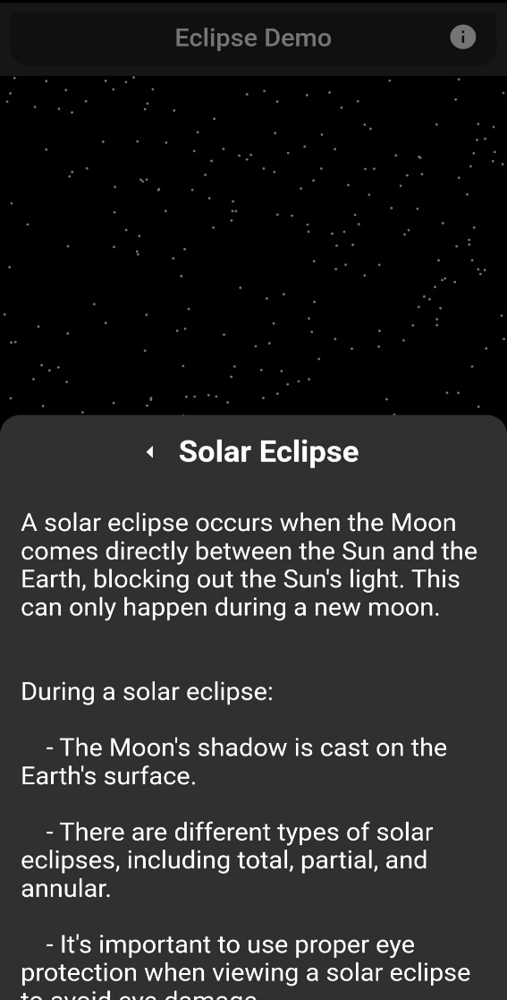 Eclipse Demo
Solar Eclipse
A solar eclipse occurs when the Moon
comes directly between the Sun and the
Earth, blocking out the Sun's light. This
can only happen during a new moon.
During a solar eclipse:
- The Moon's shadow is cast on the
Earth's surface.
- There are different types of solar
eclipses, including total, partial, and
annular.
- It's important to use proper eye
protection when viewing a solar eclipse
to avoid eye damage.